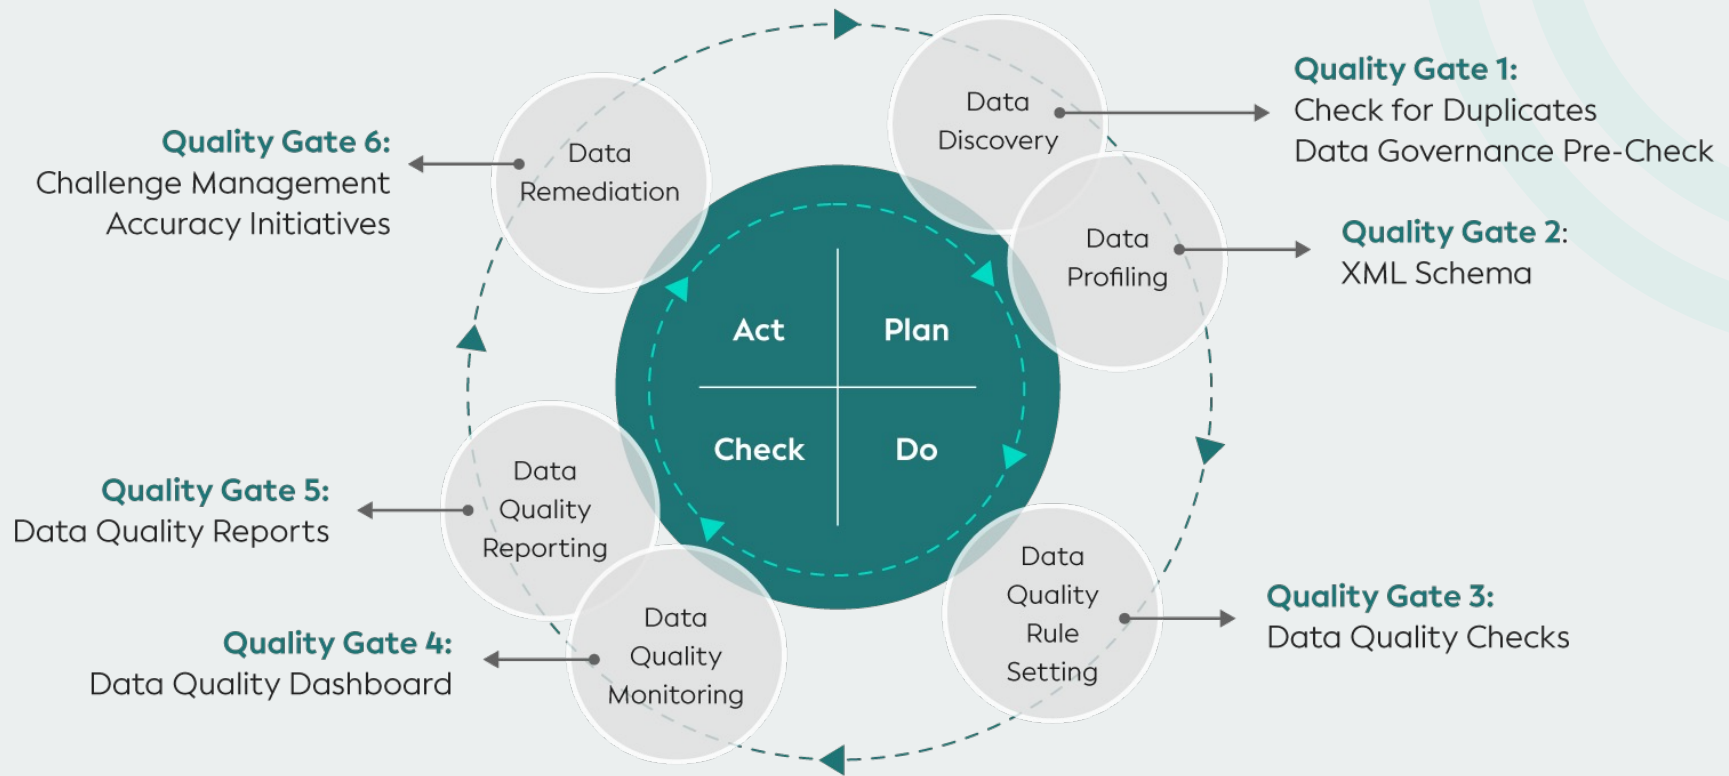 Quality Gate 1:
Check for Duplicates
Data Governance Pre-Check
Data
Discovery
Quality Gate 2:
XML Schema
Data
Profiling
Quality Gate 3:
Data Quality Checks
Data
Quality
Rule
Setting
Quality Gate 4:
Data Quality Dashboard
Data
Quality
Monitoring
Quality Gate 5:
Data Quality Reports
Data
Quality
Reporting
Quality Gate 6:
Challenge Management
Accuracy Initiatives
Data
Remediation
Act
Plan
Check
Do